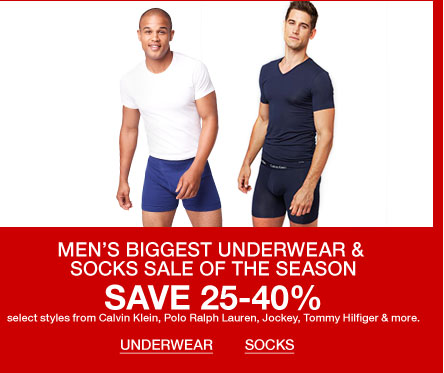 MEN'S BIGGEST UNDERWEAR &
SOCKS SALE OF THE SEASON
SAVE 25-40%
select styles from Calvin Klein, Polo Ralph Lauren, Jockey, Tommy Hilfiger & more.
UNDERWEAR SOCKS